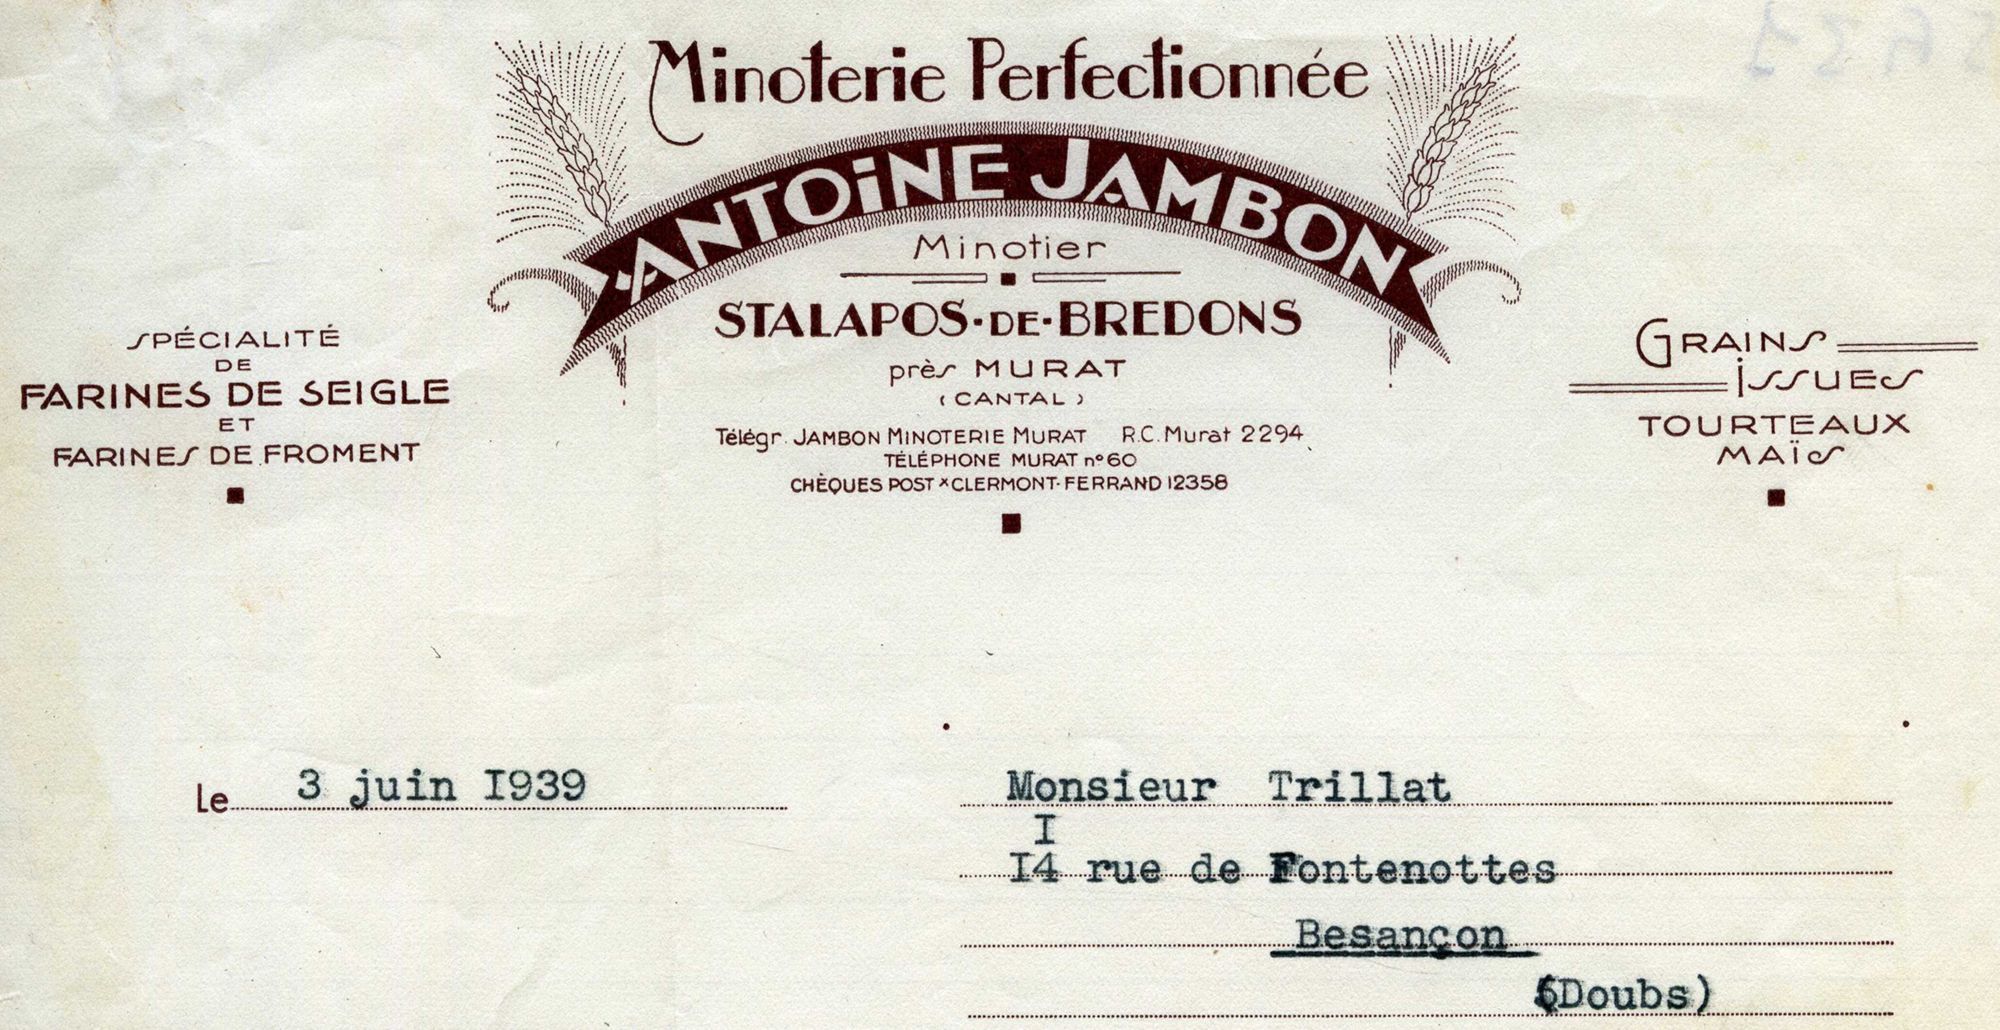 Minoterie Perfectionnée
ANTOINE JAMBON
Minotier
STALAPOS-DE-BREDONS
près MURAT
(CANTAL)
Télégr. JAMBON MINOTERIE MURAT R.C. Murat 2294
TÉLÉPHONE MURAT n° 60
CHÈQUES POSTx CLERMONT-FERRAND 12358
SPÉCIALITÉ
DE
FARINES DE SEIGLE
ET
FARINES DE FROMENT
GRAINS
ISSUES
TOURTEAUX
MAÏS
Le 3 juin I939
Monsieur Trillat
I
I4 rue de Fontenottes
Besançon
(Doubs)